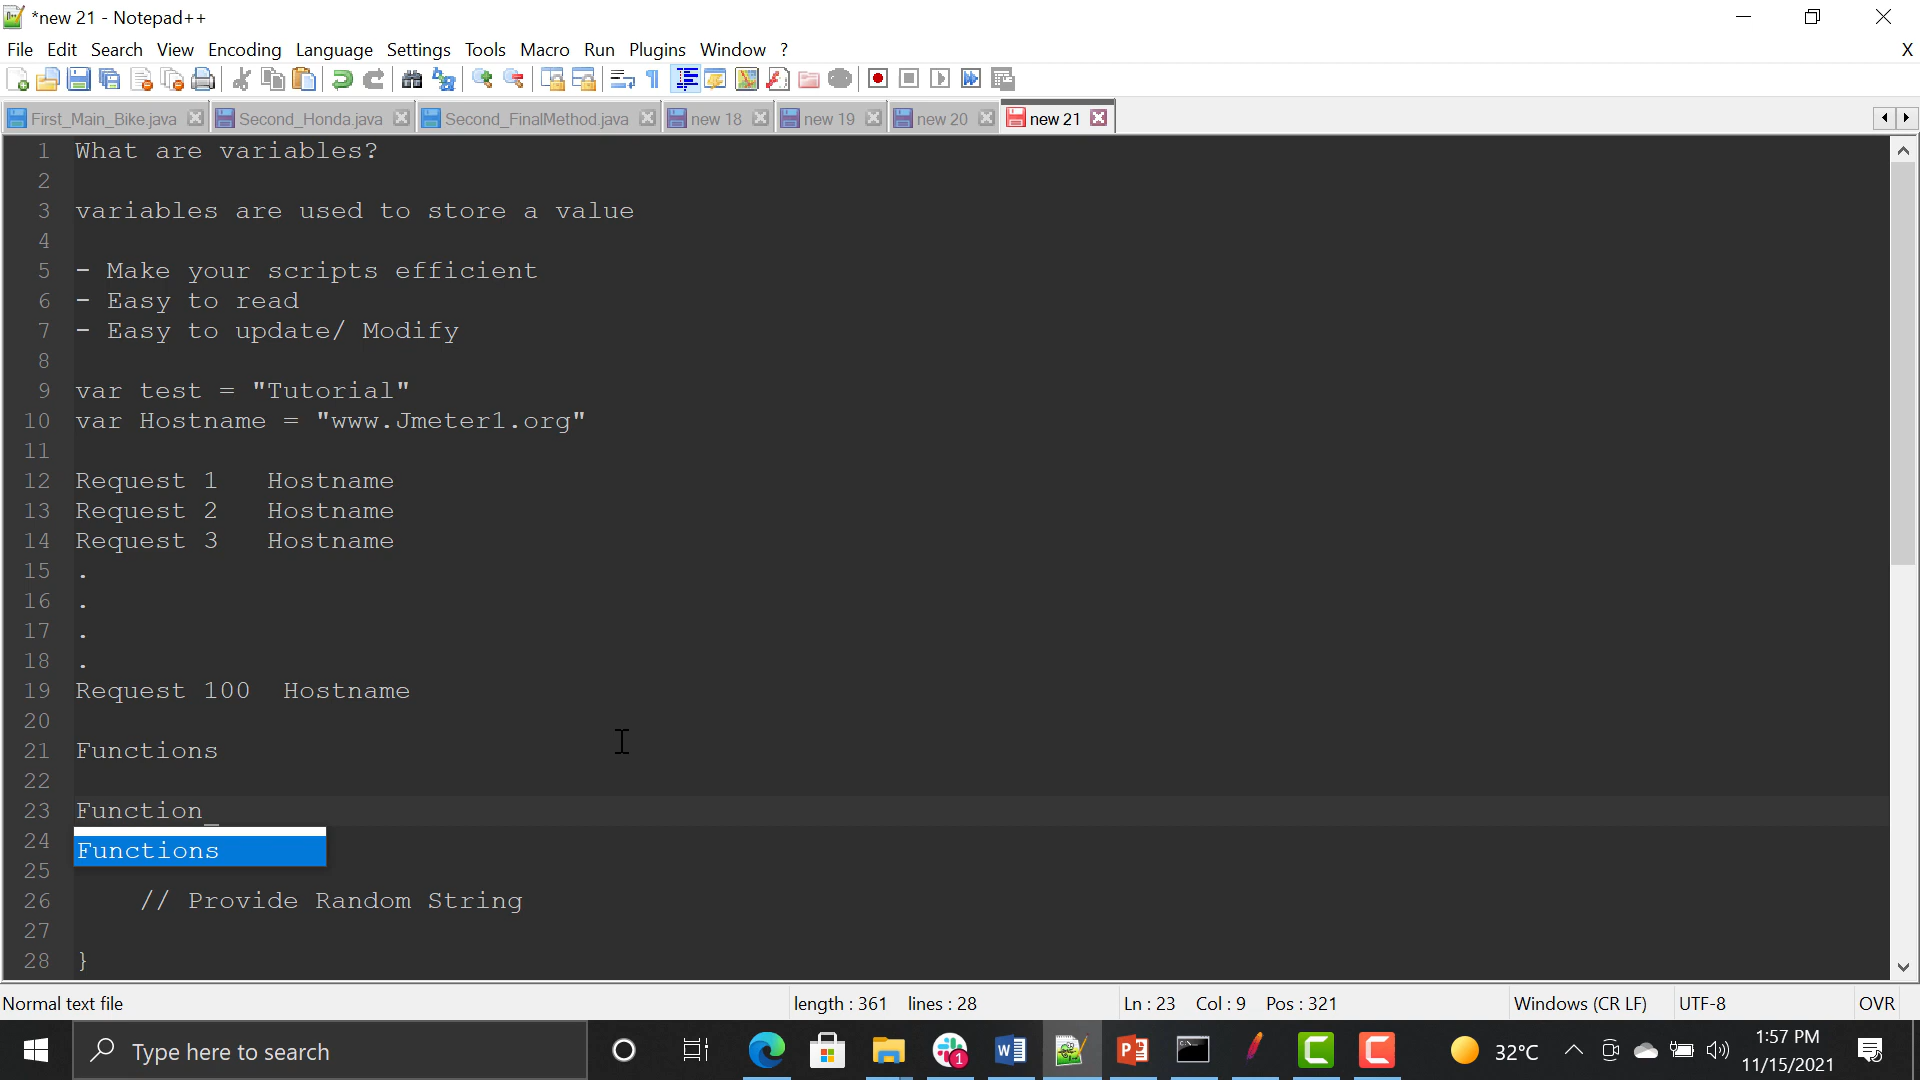 *new 21 - Notepad++
File Edit Search View Encoding Language Settings Tools Macro Run Plugins Window ? X
First_Main_Bike.java Second_Honda.java Second_FinalMethod.java new 18 new 19 new 20 new 21
1 What are variables?
2
3 variables are used to store a value
4
5 - Make your scripts efficient
6 - Easy to read
7 - Easy to update/ Modify
8
9 var test = "Tutorial"
10 var Hostname = "www.Jmeter1.org"
11
12 Request 1 Hostname
13 Request 2 Hostname
14 Request 3 Hostname
15 .
16 .
17 .
18 .
19 Request 100 Hostname
20
21 Functions
22
23 Function
24 Functions
25
26 // Provide Random String
27
28 }
Normal text file length : 361 lines : 28 Ln : 23 Col : 9 Pos : 321 Windows (CR LF) UTF-8 OVR
Type here to search 1 32°C 1:57 PM
11/15/2021